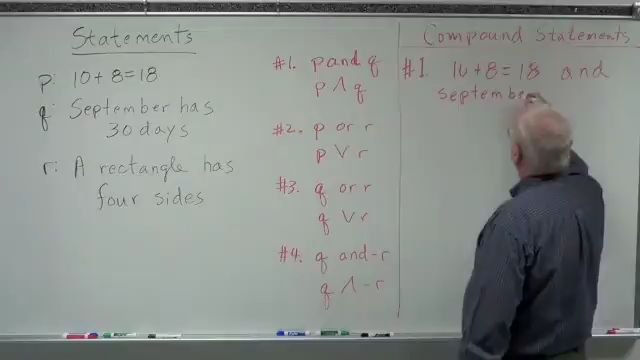 Statements
p: 10+8=18
q: September has
30 days
r: A rectangle has
four sides
#1. p and q
p ∧ q
#2. p or r
p ∨ r
#3. q or r
q ∨ r
#4. q and -r
q ∧ -r
Compound Statements
#1. 10+8=18 and
septembe